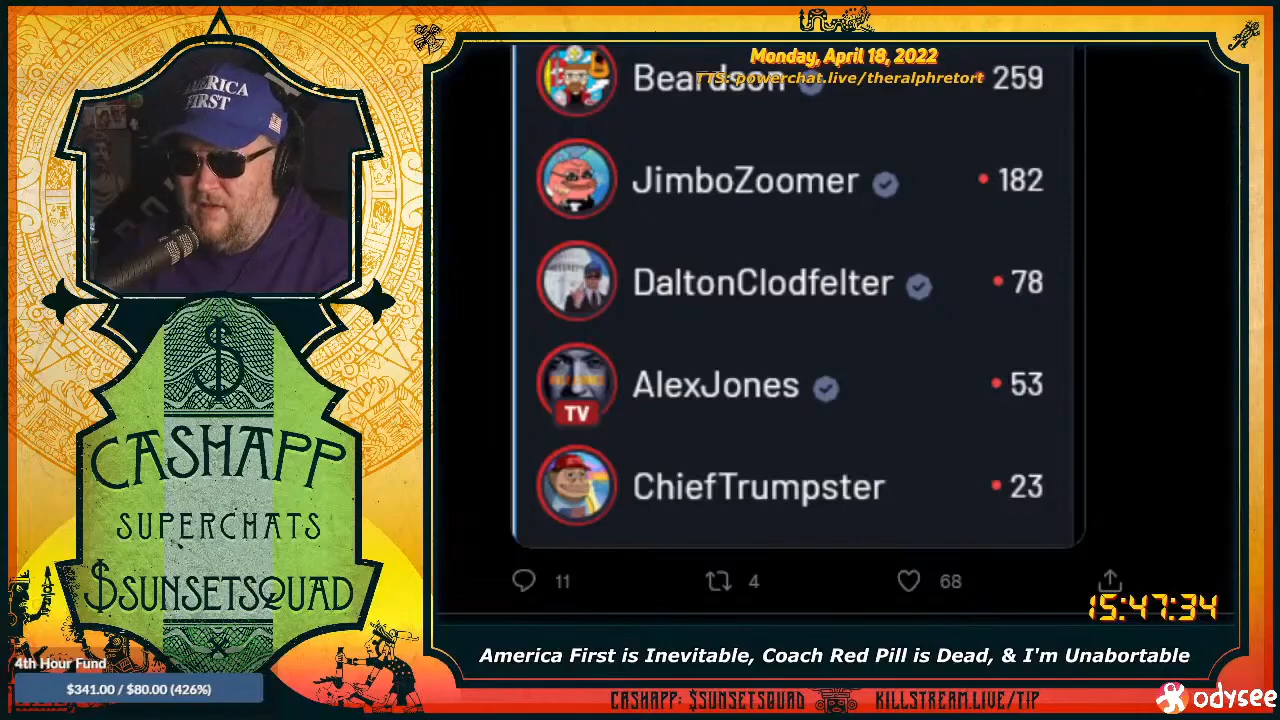 AMERICA
FIRST
$
CASHAPP
SUPERCHATS
$SUNSETSQUAD
4th Hour Fund
$341.00 / $80.00 (426%)
Monday, April 18, 2022
TTS: powerchat.live/theralphretort
Beardson 259
JimboZoomer 182
DaltonClodfelter 78
AlexJones 53
TV
ChiefTrumpster 23
11 4 68
15:47:34
America First is Inevitable, Coach Red Pill is Dead, & I'm Unabortable
CASHAPP: $SUNSETSQUAD KILLSTREAM.LIVE/TIP
odysee